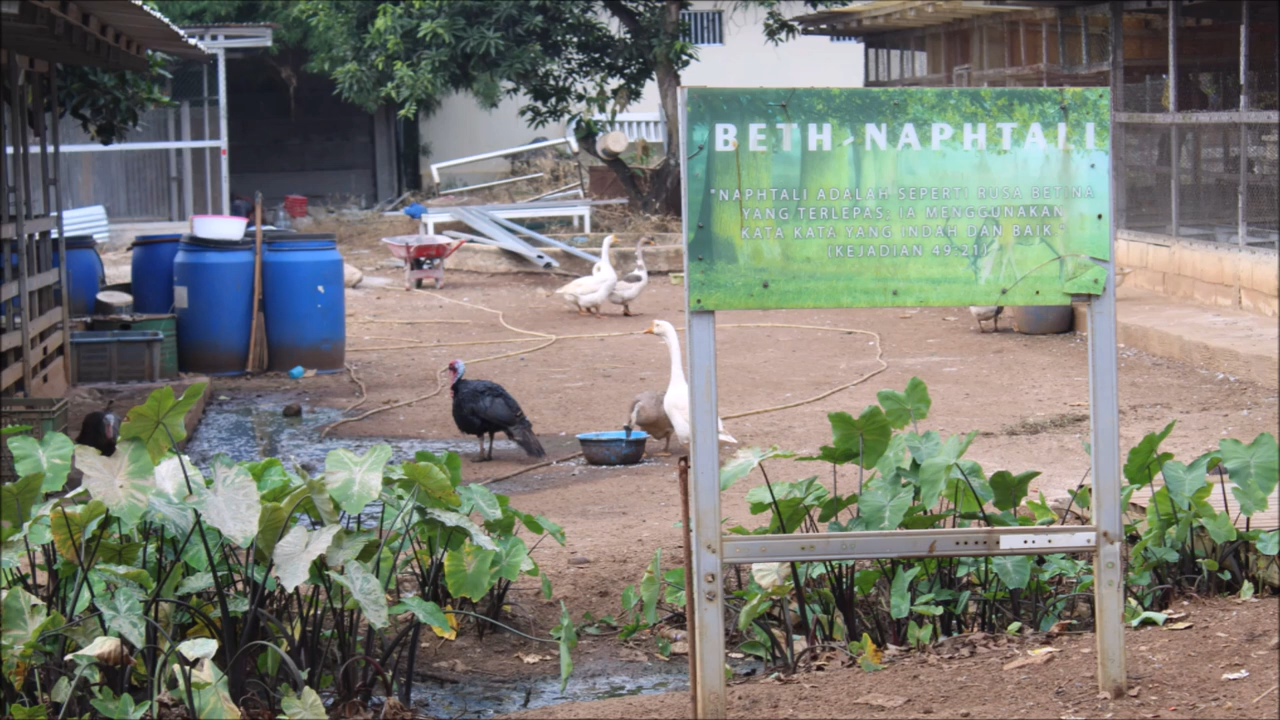 BETH-NAPHTALI
"NAPHTALI ADALAH SEPERTI RUSA BETINA
YANG TERLEPAS. IA MENGGUNAKAN
KATA KATA YANG INDAH DAN BAIK."
(KEJADIAN 49:21)